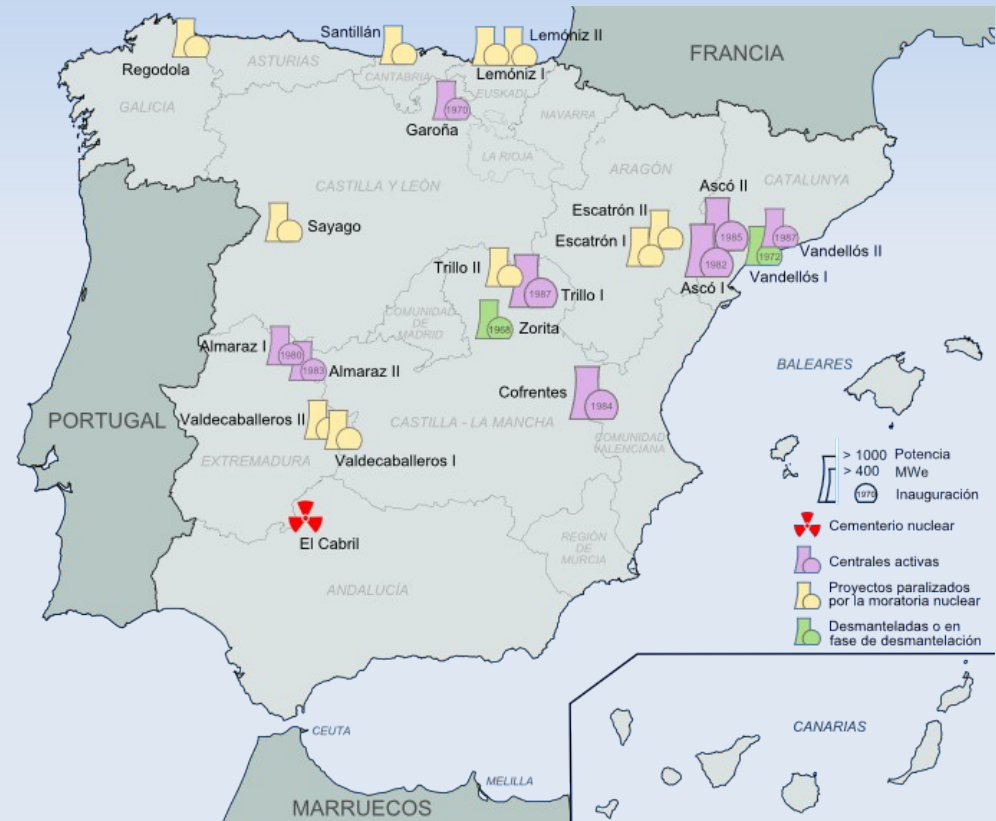 Santillán
Lemóniz II
Regodola
ASTURIAS
CANTABRIA
Lemóniz I
EUSKADI
FRANCIA
GALICIA
1970
Garoña
NAVARRA
LA RIOJA
CASTILLA Y LEÓN
ARAGÓN
Ascó II
CATALUNYA
Sayago
Escatrón II
Escatrón I
1985
1987
Vandellós II
1972
1982
Vandellós I
Ascó I
Trillo II
1987
Trillo I
COMUNIDAD
DE
MADRID
1968
Zorita
Almaraz I
1980
1983
Almaraz II
BALEARES
Cofrentes
1984
PORTUGAL
Valdecaballeros II
CASTILLA - LA MANCHA
COMUNIDAD
VALENCIANA
EXTREMADURA
Valdecaballeros I
> 1000 Potencia
> 400 MWe
1970 Inauguración
El Cabril
Cementerio nuclear
REGIÓN
DE
MURCIA
Centrales activas
ANDALUCÍA
Proyectos paralizados
por la moratoria nuclear
Desmanteladas o en
fase de desmantelación
CEUTA
CANARIAS
MELILLA
MARRUECOS